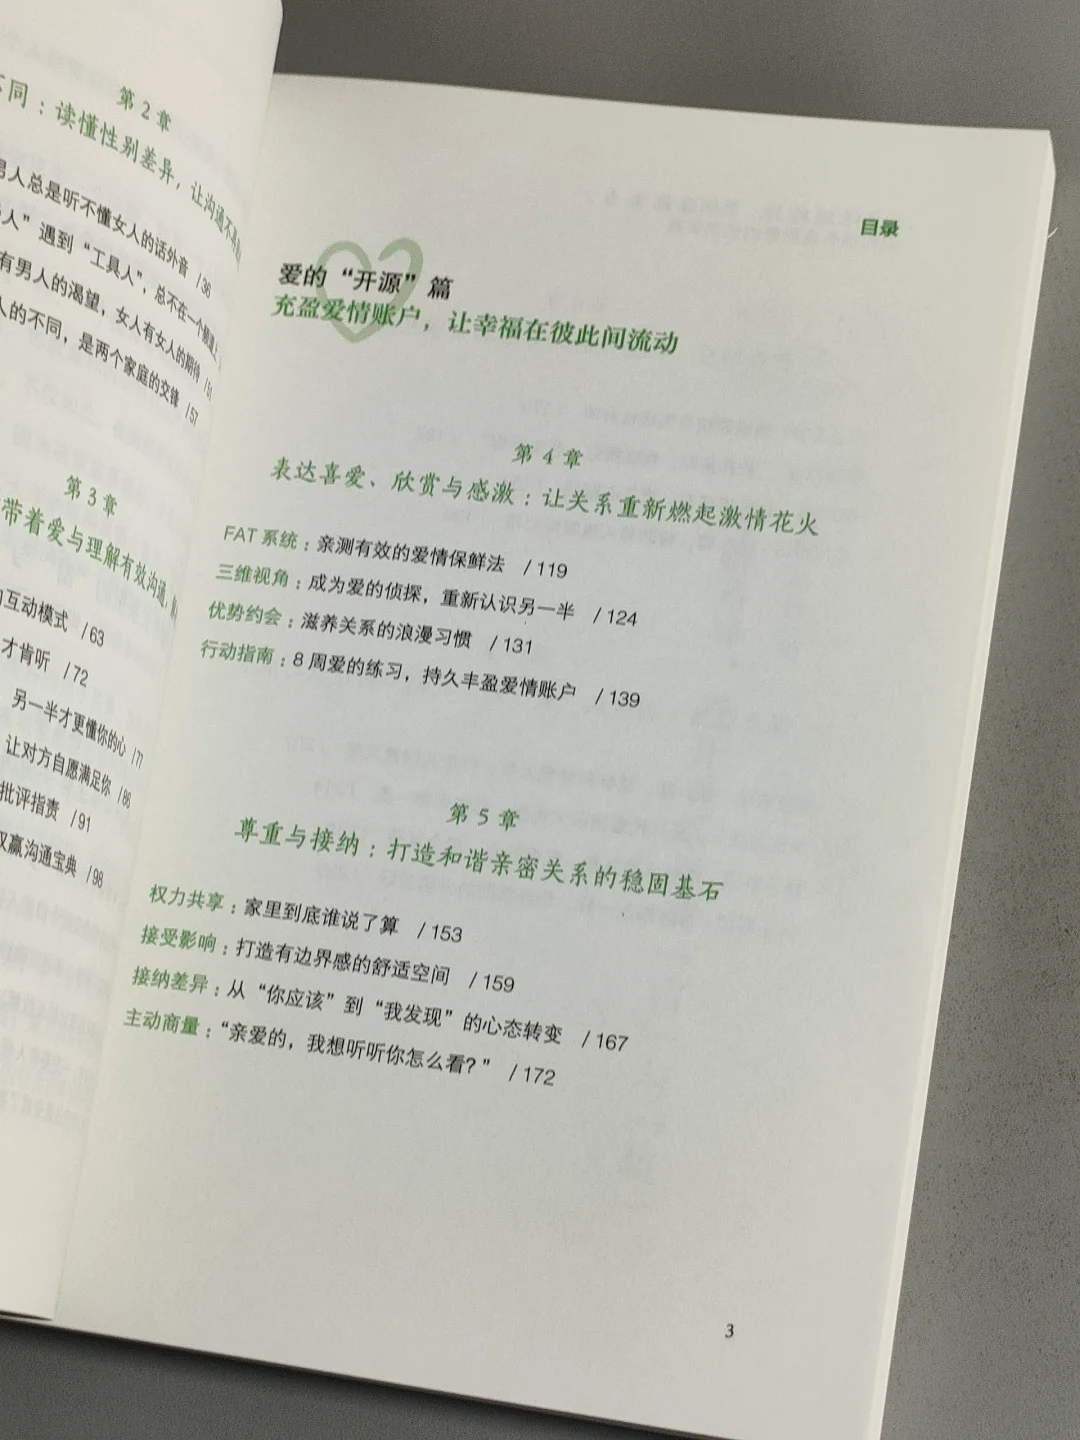 第2章
不同：读懂性别差异，让沟通不再
男人总是听不懂女人的话外音 /36
人”遇到“工具人”，总不在一个频道上
有男人的渴望，女人有女人的期待 /51
人的不同，是两个家庭的交锋 /57
第3章
带着爱与理解有效沟通，
互动模式 /63
才肯听 /72
另一半才更懂你的心 /77
让对方自愿满足你 /86
批评指责 /91
双赢沟通宝典 /98
目录
爱的“开源”篇
充盈爱情账户，让幸福在彼此间流动
第4章
表达喜爱、欣赏与感激：让关系重新燃起激情花火
FAT系统：亲测有效的爱情保鲜法 /119
三维视角：成为爱的侦探，重新认识另一半 /124
优势约会：滋养关系的浪漫习惯 /131
行动指南：8周爱的练习，持久丰盈爱情账户 /139
第5章
尊重与接纳：打造和谐亲密关系的稳固基石
权力共享：家里到底谁说了算 /153
接受影响：打造有边界感的舒适空间 /159
接纳差异：从“你应该”到“我发现”的心态转变 /167
主动商量：“亲爱的，我想听听你怎么看？” /172
3